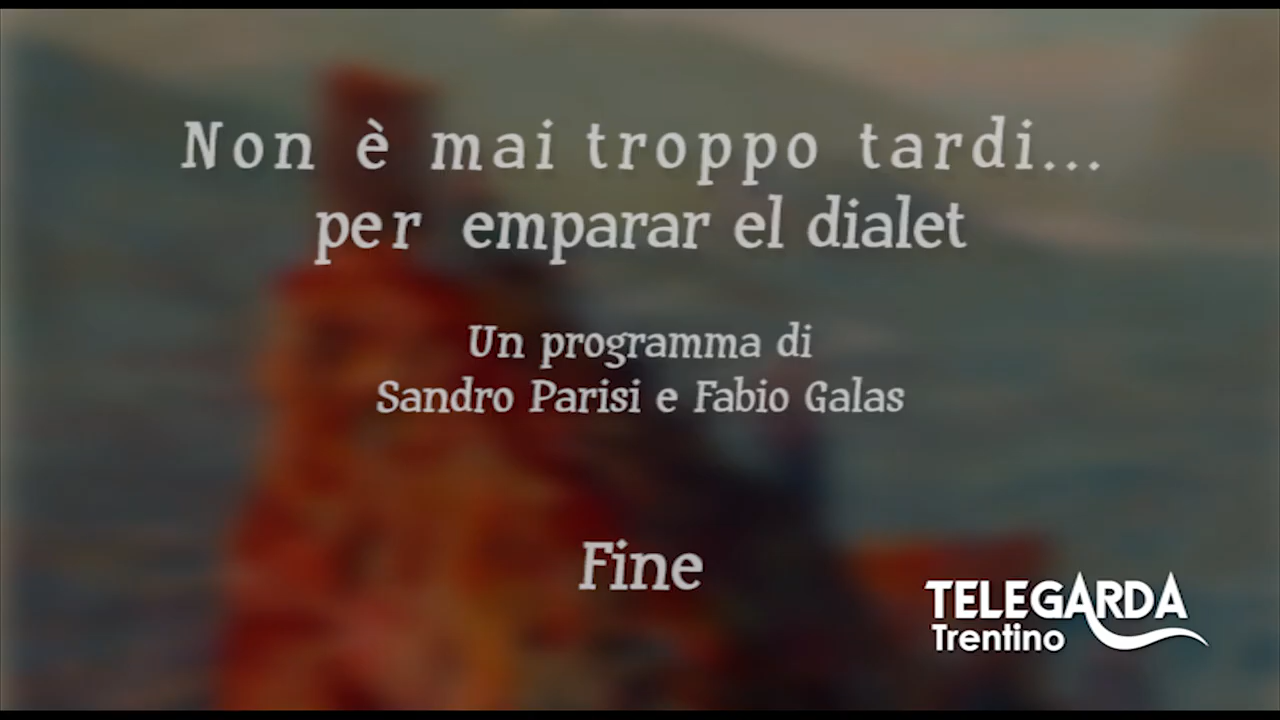 Non è mai troppo tardi...
per emparar el dialet
Un programma di
Sandro Parisi e Fabio Galas
Fine
TELEGARDA
Trentino